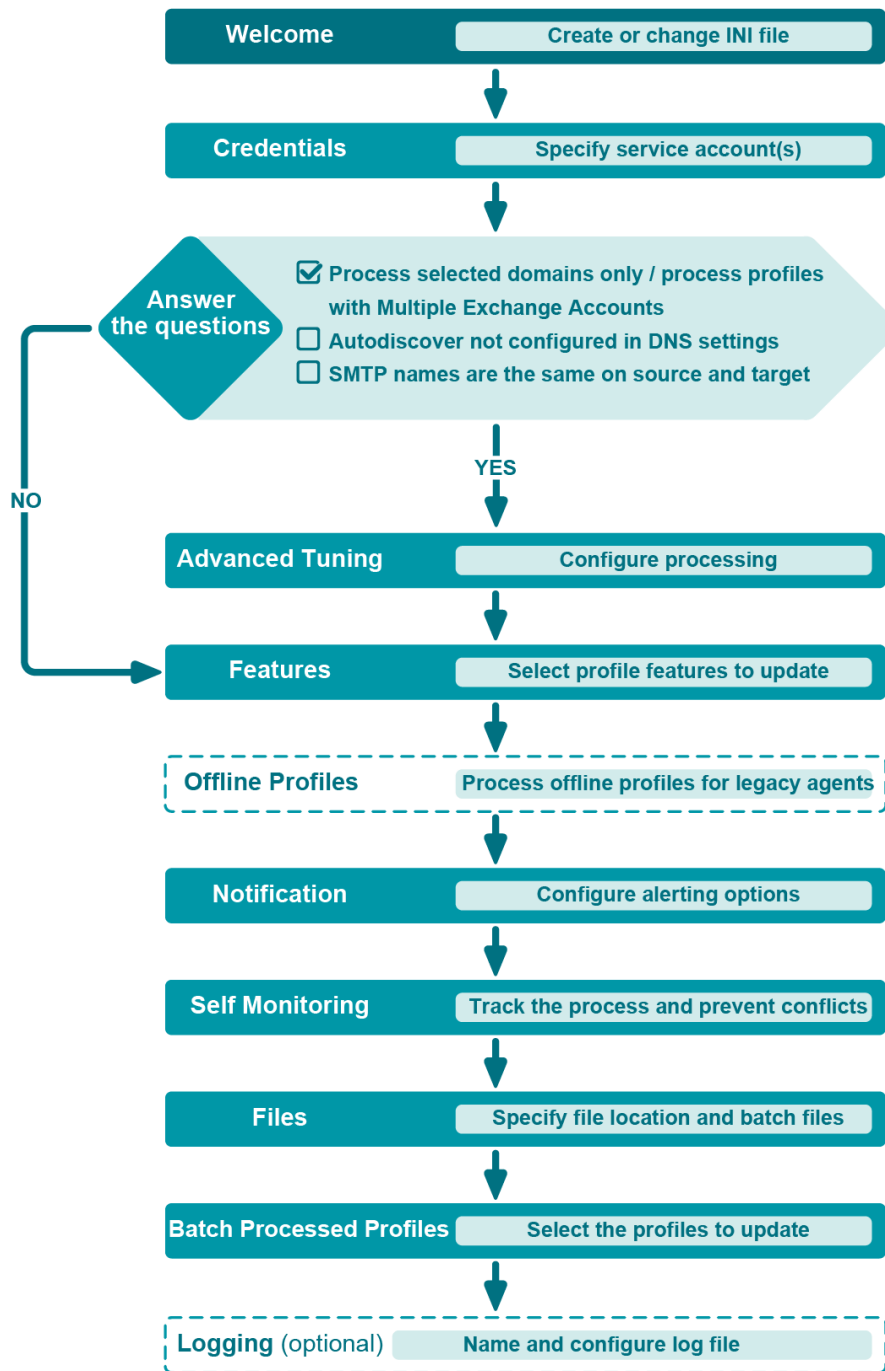 Welcome
Create or change INI file
Credentials
Specify service account(s)
Answer
the questions
Process selected domains only / process profiles
with Multiple Exchange Accounts
Autodiscover not configured in DNS settings
SMTP names are the same on source and target
YES
NO
Advanced Tuning
Configure processing
Features
Select profile features to update
Offline Profiles
Process offline profiles for legacy agents
Notification
Configure alerting options
Self Monitoring
Track the process and prevent conflicts
Files
Specify file location and batch files
Batch Processed Profiles
Select the profiles to update
Logging (optional)
Name and configure log file